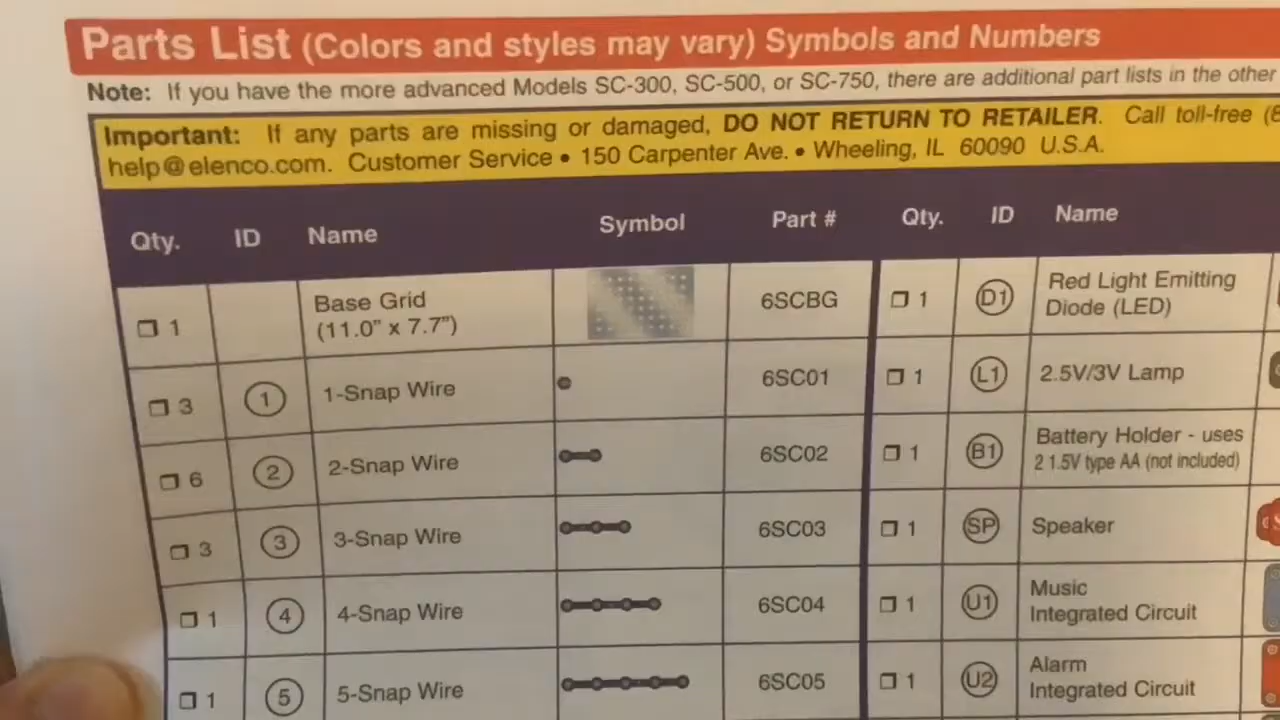 Parts List (Colors and styles may vary) Symbols and Numbers
Note: If you have the more advanced Models SC-300, SC-500, or SC-750, there are additional part lists in the other
Important: If any parts are missing or damaged, DO NOT RETURN TO RETAILER. Call toll-free
help@elenco.com. Customer Service • 150 Carpenter Ave. • Wheeling, IL 60090 U.S.A.
Qty. ID Name Symbol Part # Qty. ID Name
1 Base Grid (11.0” x 7.7”) 6SCBG
3 1 1-Snap Wire 6SC01
6 2 2-Snap Wire 6SC02
3 3 3-Snap Wire 6SC03
1 4 4-Snap Wire 6SC04
1 5 5-Snap Wire 6SC05
1 D1 Red Light Emitting
Diode (LED)
1 L1 2.5V/3V Lamp
1 B1 Battery Holder - uses
2 1.5V type AA (not included)
1 SP Speaker
1 U1 Music
Integrated Circuit
1 U2 Alarm
Integrated Circuit